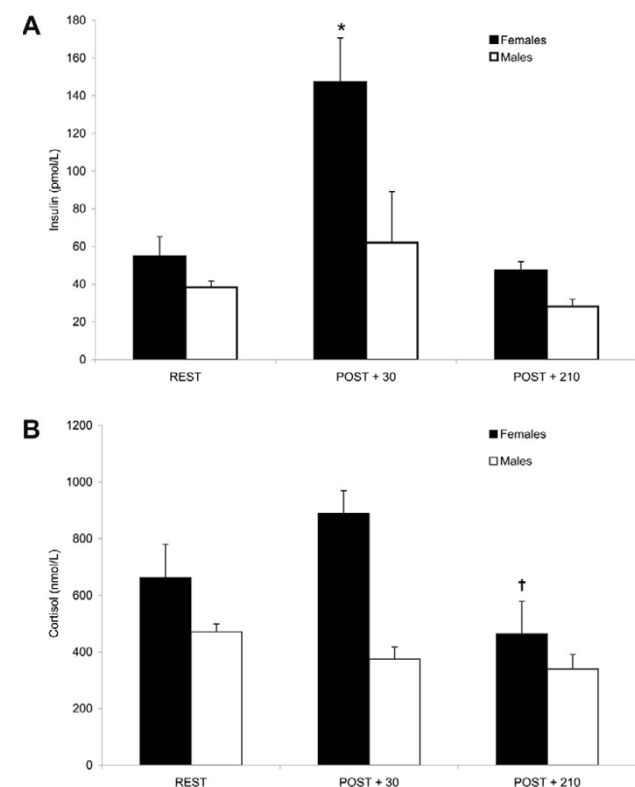 A
180
160
140
120
100
80
60
40
20
0
Insulin (pmol/L)
*
Females
Males
REST POST + 30 POST + 210
B
1200
1000
800
600
400
200
0
Cortisol (nmol/L)
†
Females
Males
REST POST + 30 POST + 210